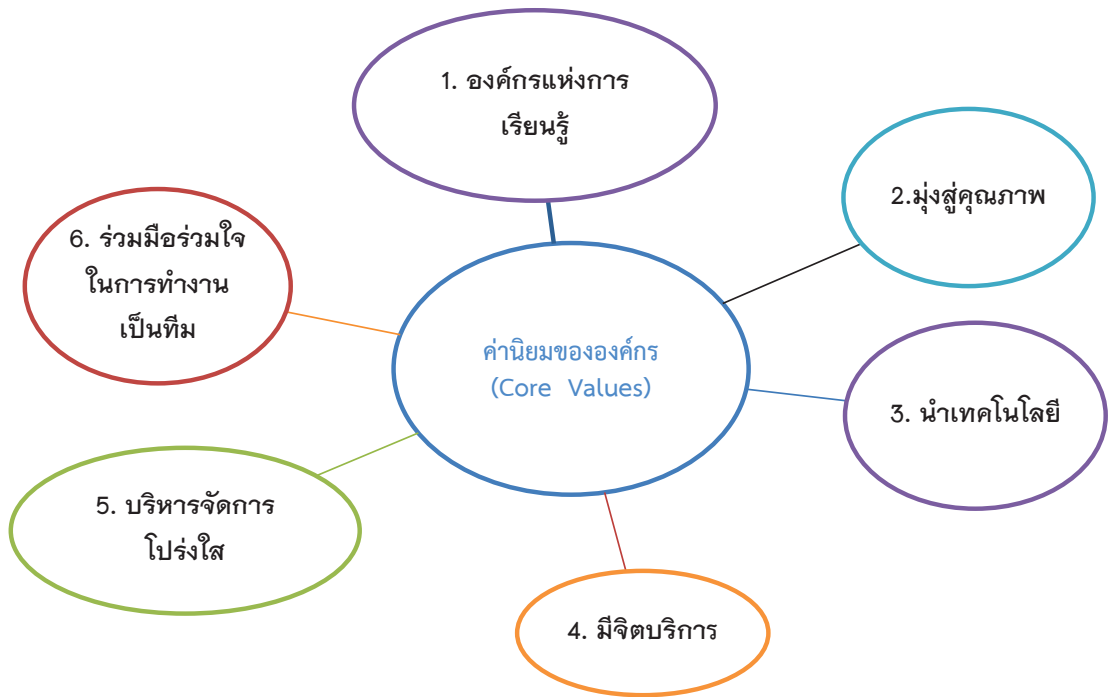 1. องค์กรแห่งการ
เรียนรู้
2.มุ่งสู่คุณภาพ
3. นำเทคโนโลยี
4. มีจิตบริการ
5. บริหารจัดการ
โปร่งใส
6. ร่วมมือร่วมใจ
ในการทำงาน
เป็นทีม
ค่านิยมขององค์กร
(Core Values)